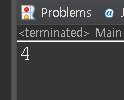 Problems @ J
<terminated> Main
4